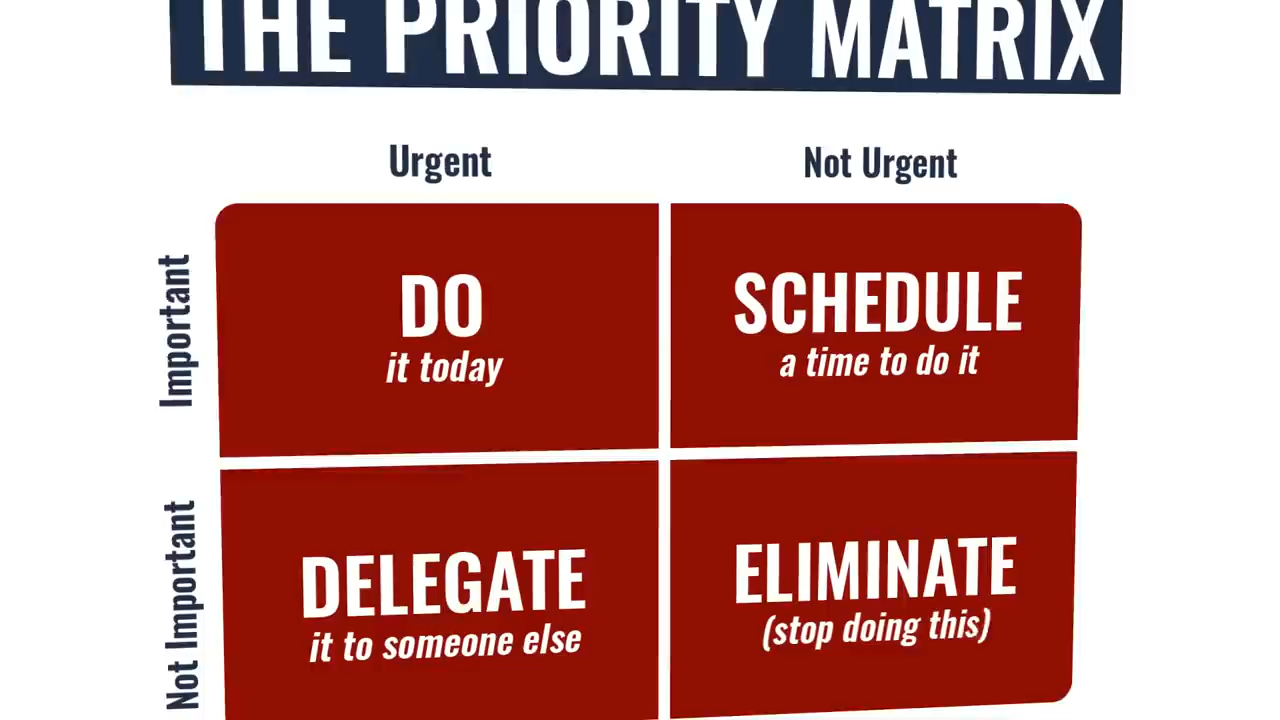 THE PRIORITY MATRIX
Urgent
Not Urgent
Important
DO
it today
SCHEDULE
a time to do it
Not Important
DELEGATE
it to someone else
ELIMINATE
(stop doing this)